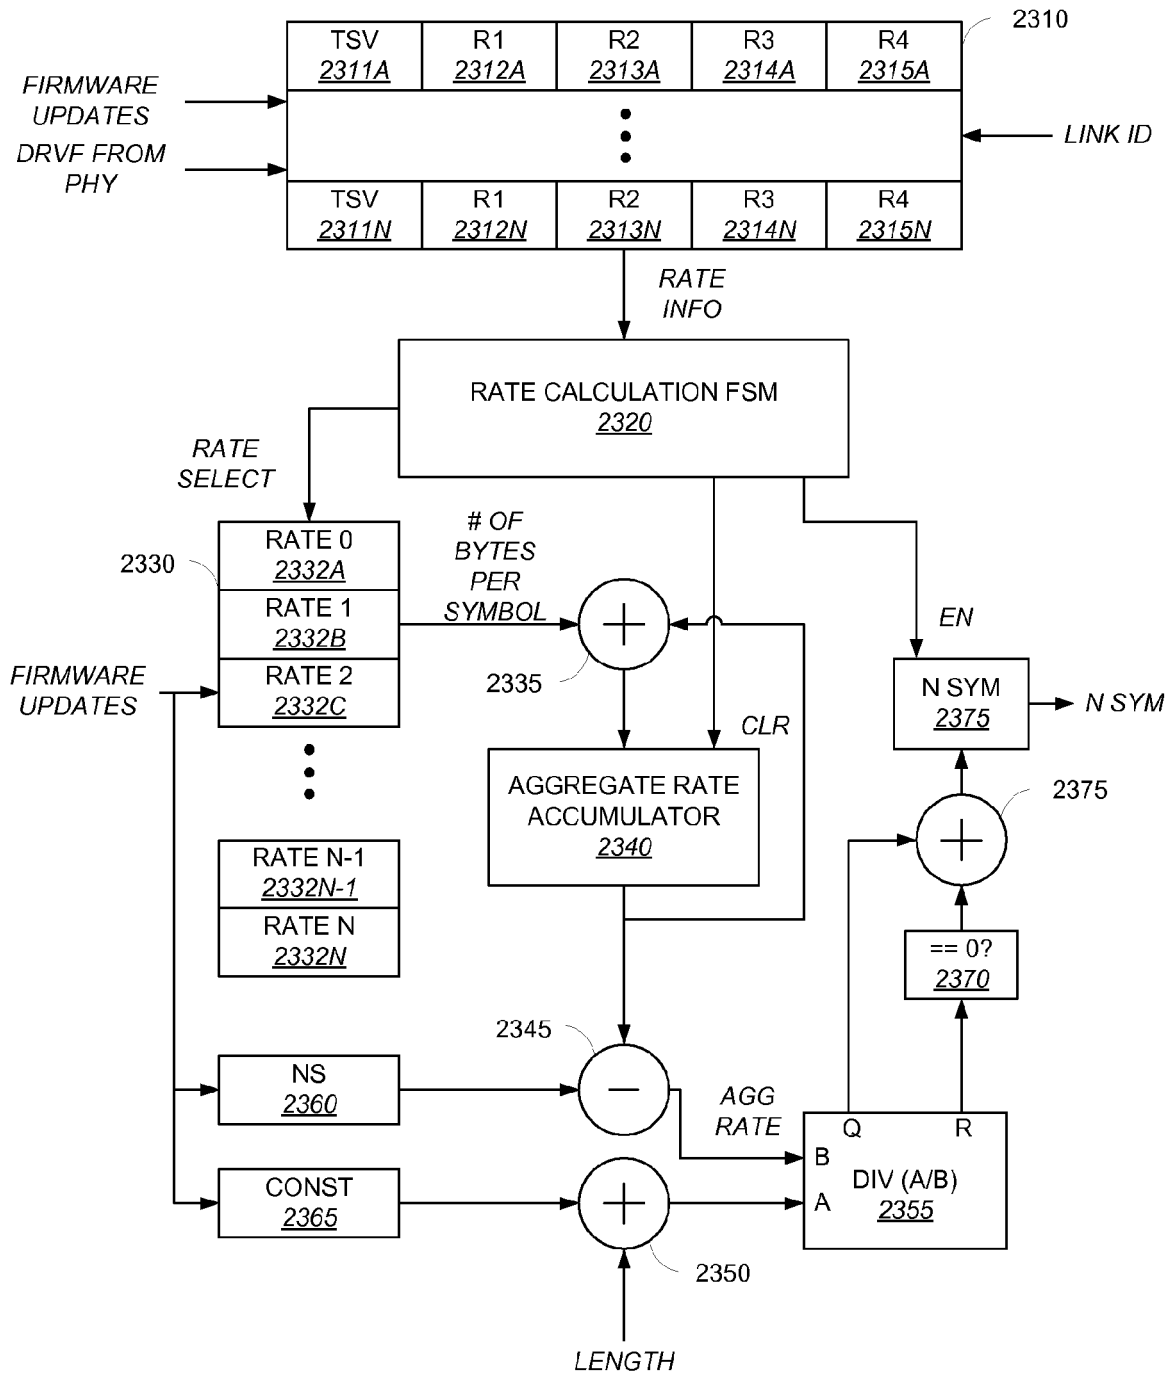 2310
TSV R1 R2 R3 R4
2311A 2312A 2313A 2314A 2315A
FIRMWARE
UPDATES
LINK ID
DRVF FROM
PHY
TSV R1 R2 R3 R4
2311N 2312N 2313N 2314N 2315N
RATE
INFO
RATE CALCULATION FSM
2320
RATE
SELECT
# OF
BYTES
PER
SYMBOL
2330
RATE 0
2332A
RATE 1
2332B
RATE 2
2332C
FIRMWARE
UPDATES
2335
EN
N SYM
2375
N SYM
CLR
AGGREGATE RATE
ACCUMULATOR
2340
2375
RATE N-1
2332N-1
RATE N
2332N
== 0?
2370
2345
NS
2360
AGG
RATE
Q R
B
A
DIV (A/B)
2355
CONST
2365
2350
LENGTH